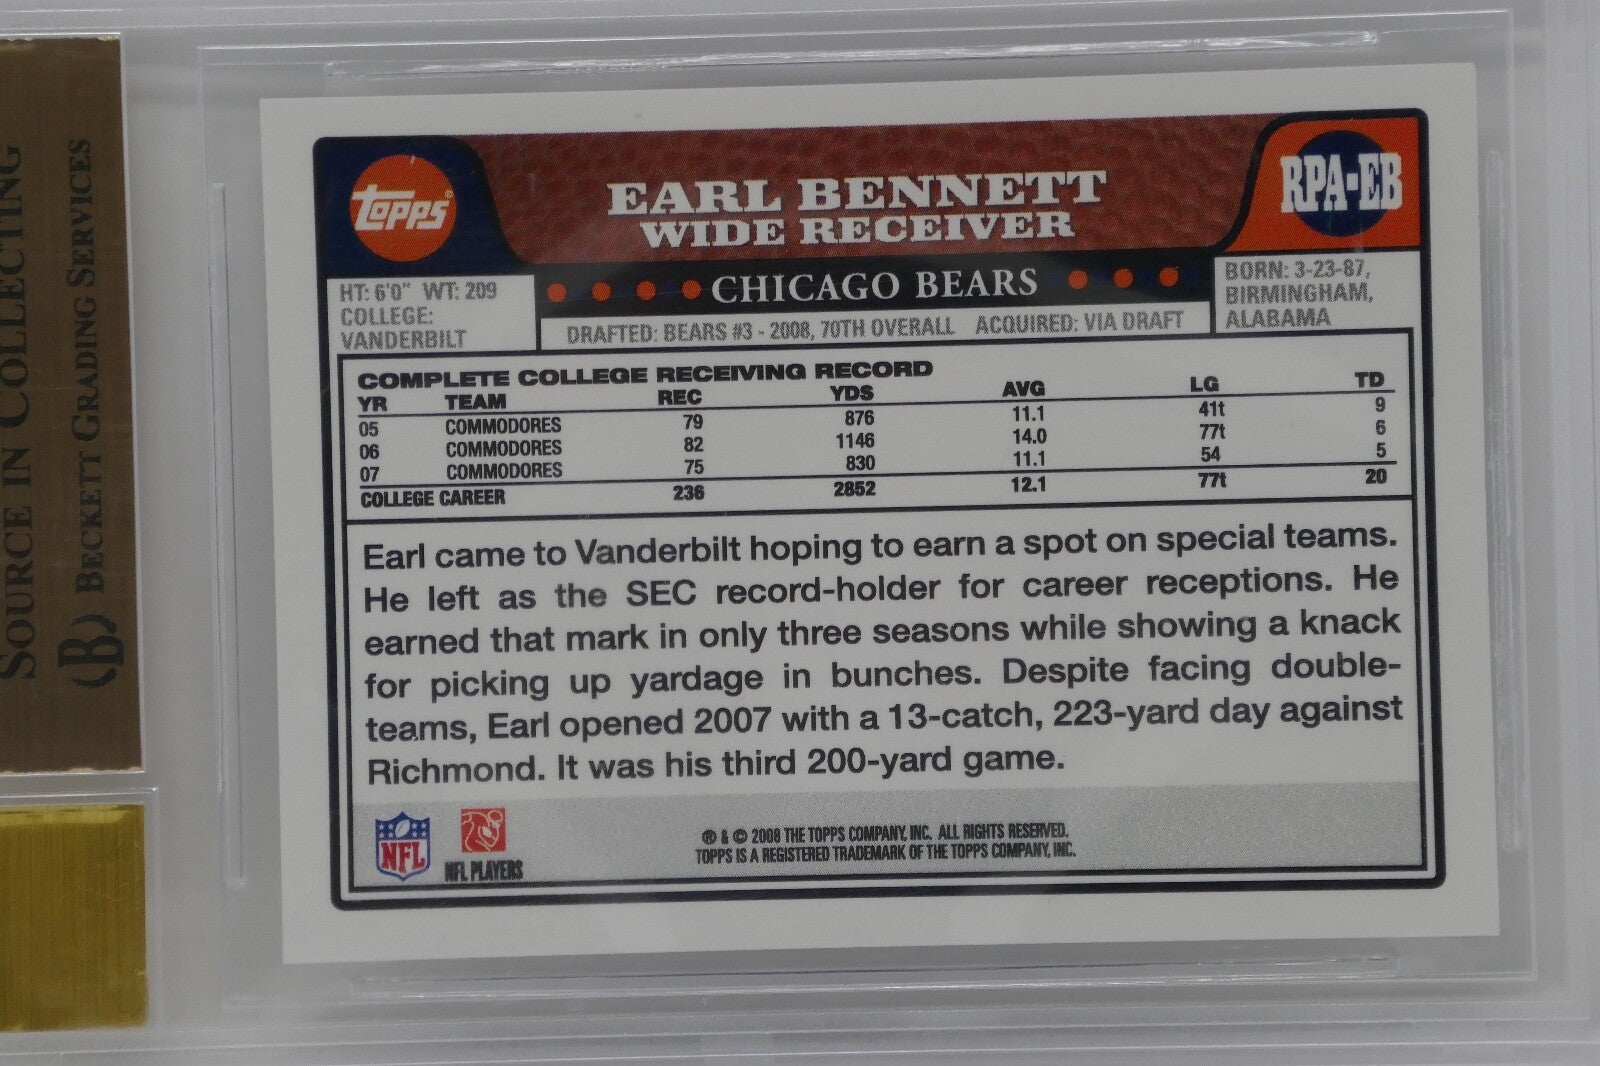 SOURCE IN COLLECTING
BECKETT GRADING SERVICES
B
TOPPS®
EARL BENNETT
WIDE RECEIVER
RPA-EB
CHICAGO BEARS
HT: 6'0" WT: 209
COLLEGE:
VANDERBILT
DRAFTED: BEARS #3 - 2008, 70TH OVERALL ACQUIRED: VIA DRAFT
BORN: 3-23-87,
BIRMINGHAM,
ALABAMA
COMPLETE COLLEGE RECEIVING RECORD
YR TEAM REC YDS AVG LG TD
05 COMMODORES 79 876 11.1 41t 9
06 COMMODORES 82 1146 14.0 77t 6
07 COMMODORES 75 830 11.1 54 5
COLLEGE CAREER 236 2852 12.1 77t 20
Earl came to Vanderbilt hoping to earn a spot on special teams.
He left as the SEC record-holder for career receptions. He
earned that mark in only three seasons while showing a knack
for picking up yardage in bunches. Despite facing double-
teams, Earl opened 2007 with a 13-catch, 223-yard day against
Richmond. It was his third 200-yard game.
NFL
NFL PLAYERS
® & © 2008 THE TOPPS COMPANY, INC. ALL RIGHTS RESERVED.
TOPPS IS A REGISTERED TRADEMARK OF THE TOPPS COMPANY, INC.